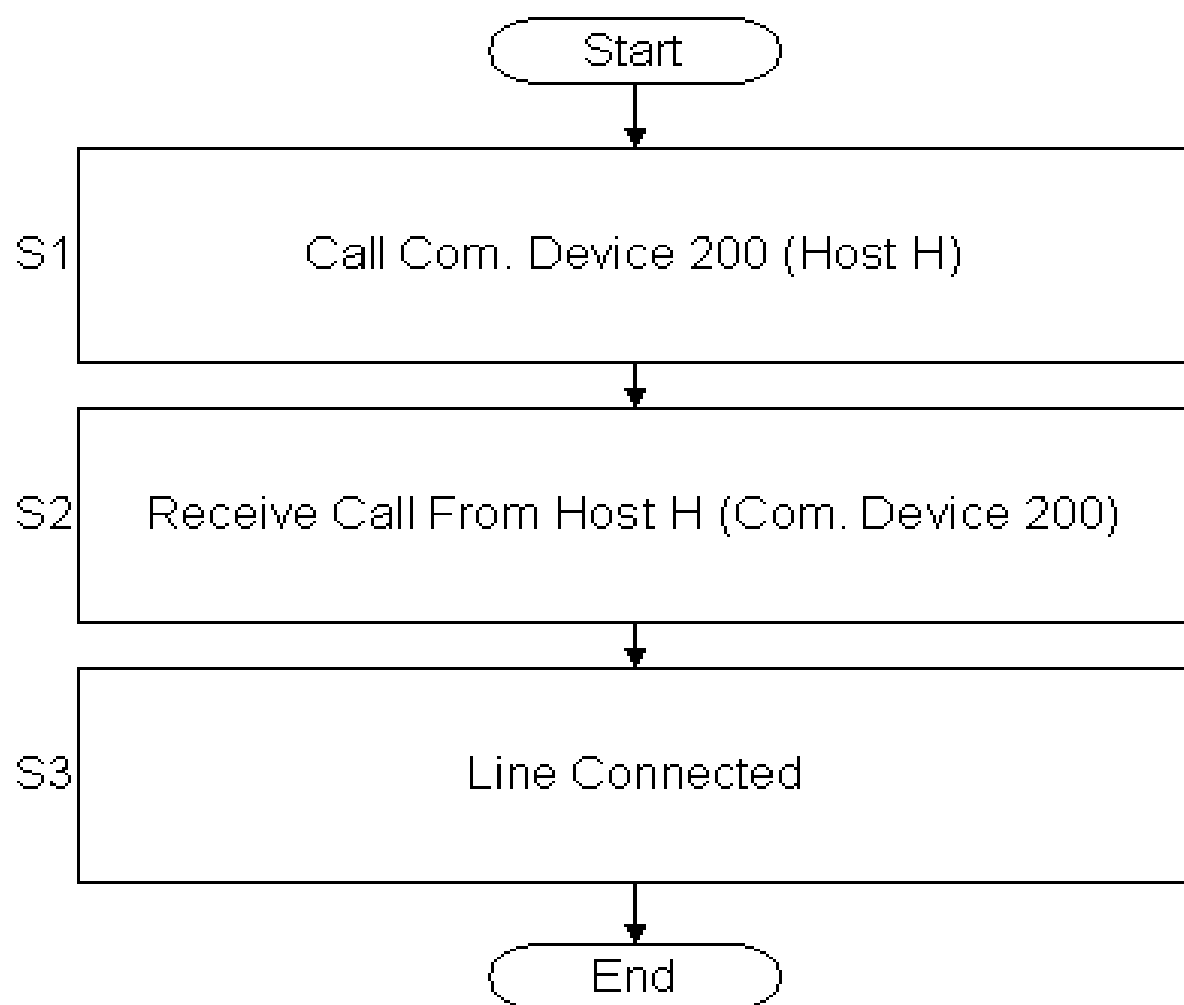 Start
S1 Call Com. Device 200 (Host H)
S2 Receive Call From Host H (Com. Device 200)
S3 Line Connected
End